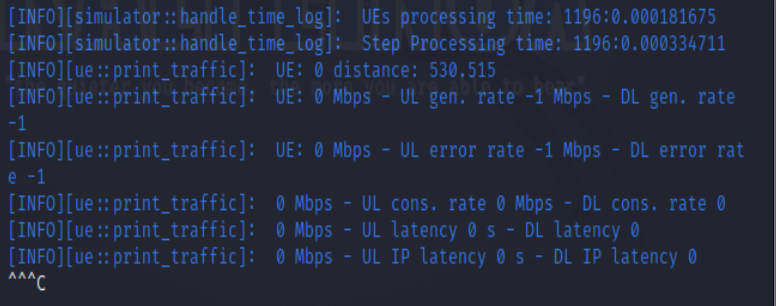 [INFO][simulator::handle_time_log]:  UEs processing time: 1196:0.000181675
[INFO][simulator::handle_time_log]:  Step Processing time: 1196:0.000334711
[INFO][ue::print_traffic]:  UE: 0 distance: 530.515
[INFO][ue::print_traffic]:  UE: 0 Mbps - UL gen. rate -1 Mbps - DL gen. rate
-1
[INFO][ue::print_traffic]:  UE: 0 Mbps - UL error rate -1 Mbps - DL error rat
e -1
[INFO][ue::print_traffic]:  0 Mbps - UL cons. rate 0 Mbps - DL cons. rate 0
[INFO][ue::print_traffic]:  0 Mbps - UL latency 0 s - DL latency 0
[INFO][ue::print_traffic]:  0 Mbps - UL IP latency 0 s - DL IP latency 0
^^^C